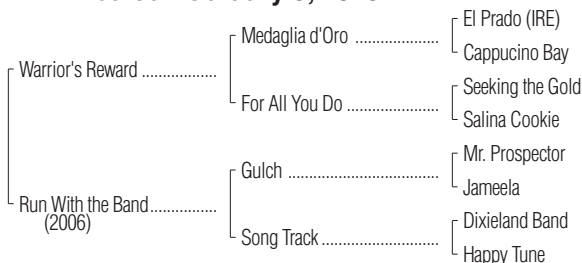 El Prado (IRE)
Medaglia d'Oro ....................
Cappucino Bay
Warrior's Reward ..................
Seeking the Gold
For All You Do ......................
Salina Cookie
Mr. Prospector
Gulch ....................................
Jameela
Run With the Band................
(2006)
Dixieland Band
Song Track............................
Happy Tune